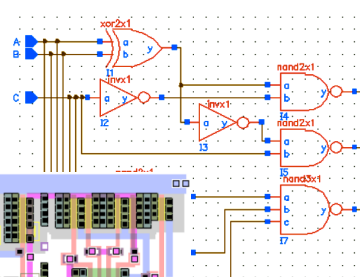 xor2x1
A
B
a
b
y
I1
C
invx1
a
y
I2
invx1
a
y
I3
nand2x1
a
b
y
I4
nand2x1
a
b
y
I5
nand3x1
a
b
c
y
I7